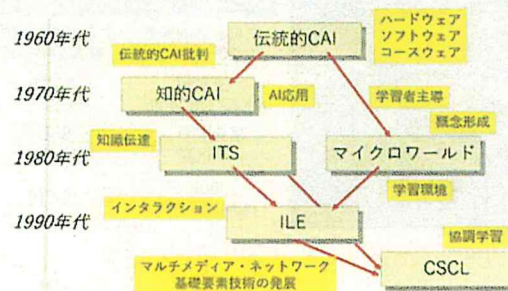 1960年代
伝統的CAI
ハードウェア
ソフトウェア
コースウェア
伝統的CAI批判
1970年代
知的CAI
AI応用
学習者主導
概念形成
知識伝達
1980年代
ITS
マイクロワールド
学習環境
インタラクション
1990年代
ILE
協調学習
マルチメディア・ネットワーク
基礎要素技術の発展
CSCL